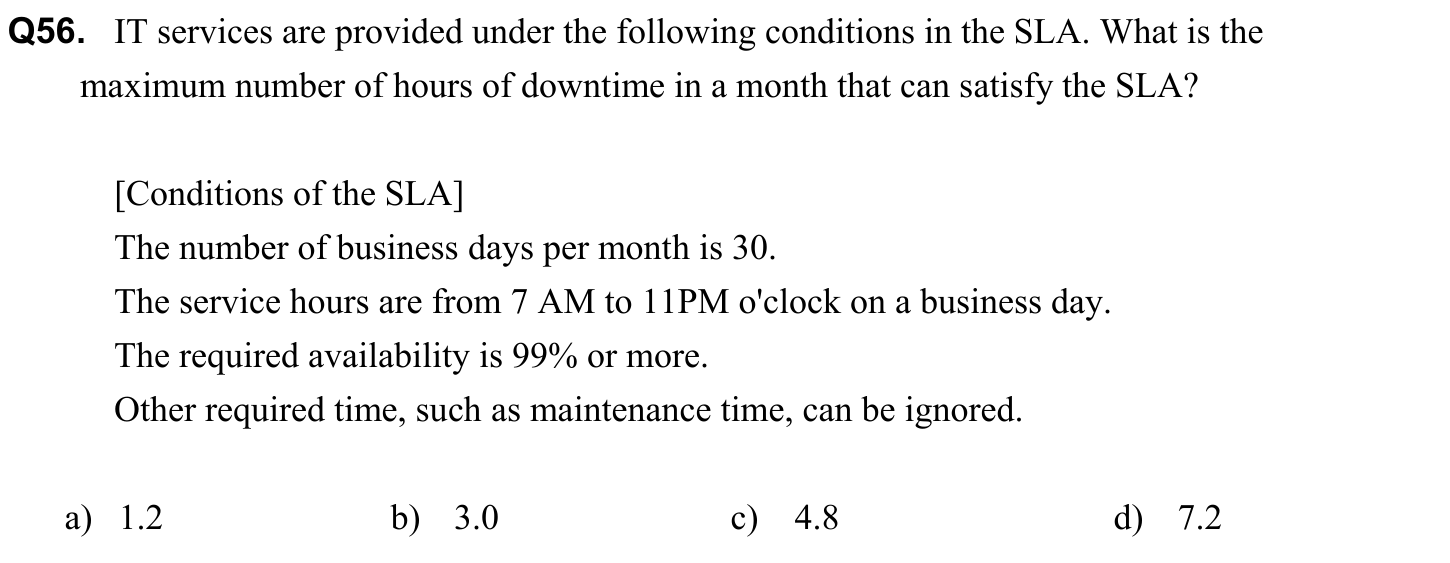 Q56. IT services are provided under the following conditions in the SLA. What is the
maximum number of hours of downtime in a month that can satisfy the SLA?
[Conditions of the SLA]
The number of business days per month is 30.
The service hours are from 7 AM to 11PM o'clock on a business day.
The required availability is 99% or more.
Other required time, such as maintenance time, can be ignored.
a) 1.2 b) 3.0 c) 4.8 d) 7.2